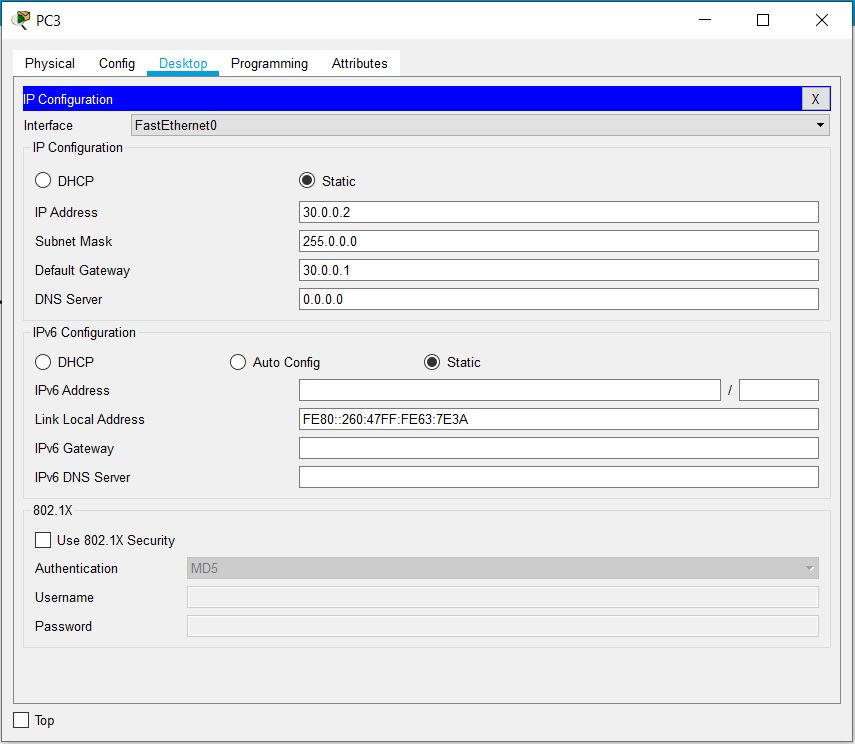 PC3
Physical Config Desktop Programming Attributes
IP Configuration X
Interface FastEthernet0
IP Configuration
DHCP Static
IP Address 30.0.0.2
Subnet Mask 255.0.0.0
Default Gateway 30.0.0.1
DNS Server 0.0.0.0
IPv6 Configuration
DHCP Auto Config Static
IPv6 Address /
Link Local Address FE80::260:47FF:FE63:7E3A
IPv6 Gateway
IPv6 DNS Server
802.1X
Use 802.1X Security
Authentication MD5
Username
Password
Top